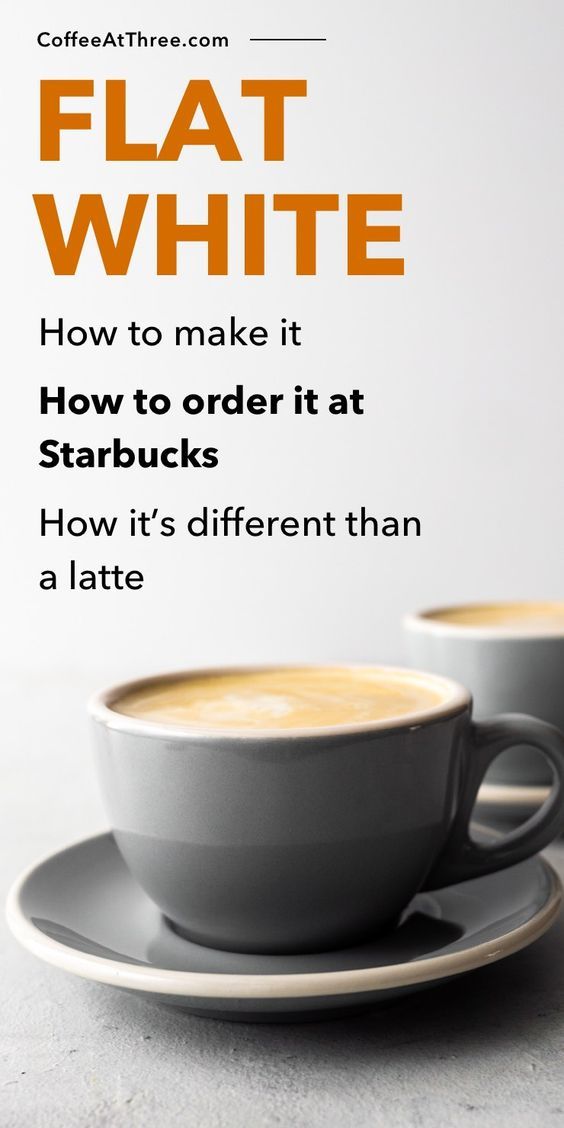 CoffeeAtThree.com
FLAT
WHITE
How to make it
How to order it at
Starbucks
How it’s different than
a latte